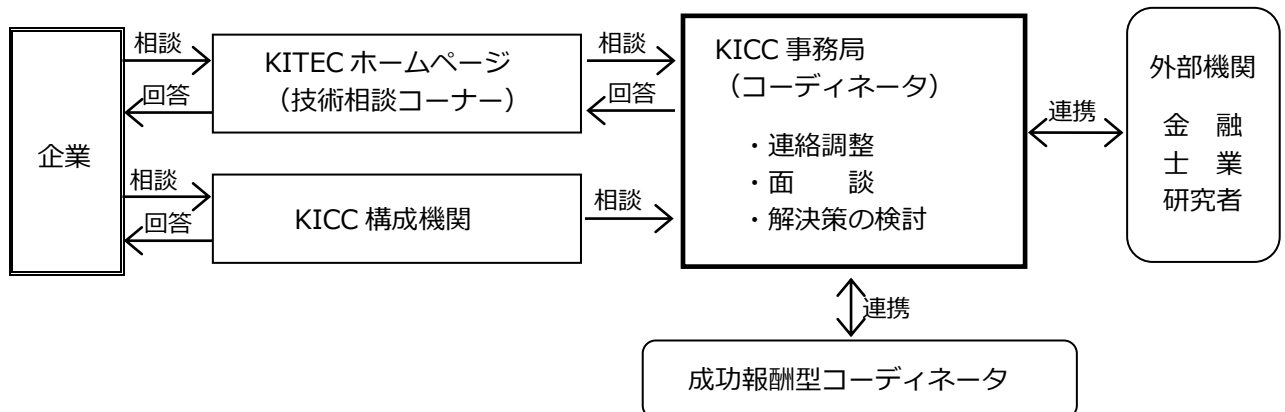 企業
相談
回答
KITEC ホームページ
（技術相談コーナー）
相談
回答
相談
回答
KICC 構成機関
相談
KICC 事務局
（コーディネータ）
・連絡調整
・面　　談
・解決策の検討
連携
外部機関
金　融
士　業
研究者
連携
成功報酬型コーディネータ